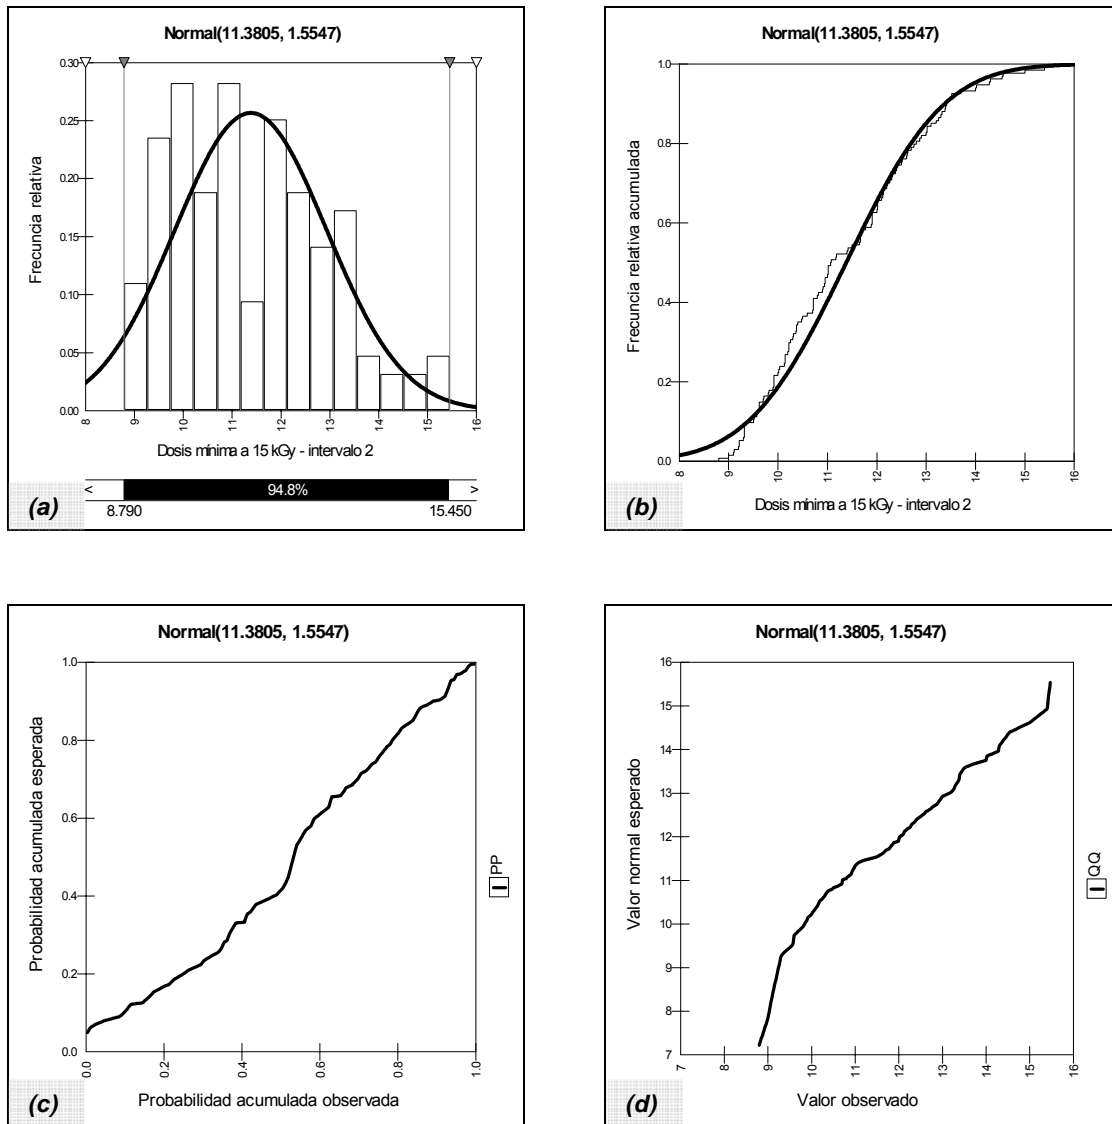 Normal(11.3805, 1.5547)
0.30
0.25
0.20
0.15
0.10
0.05
0.00
Frecuncia relativa
8 9 10 11 12 13 14 15 16
Dosis mínima a 15 kGy - intervalo 2
< 94.8% >
8.790 15.450
(a)
Normal(11.3805, 1.5547)
1.0
0.8
0.6
0.4
0.2
0.0
Frecuncia relativa acumulada
8 9 10 11 12 13 14 15 16
Dosis mínima a 15 kGy - intervalo 2
(b)
Normal(11.3805, 1.5547)
1.0
0.8
0.6
0.4
0.2
0.0
Probabilidad acumulada esperada
0.0 0.2 0.4 0.6 0.8 1.0
Probabilidad acumulada observada
PP
(c)
Normal(11.3805, 1.5547)
16
15
14
13
12
11
10
9
8
7
Valor normal esperado
7 8 9 10 11 12 13 14 15 16
Valor observado
QQ
(d)